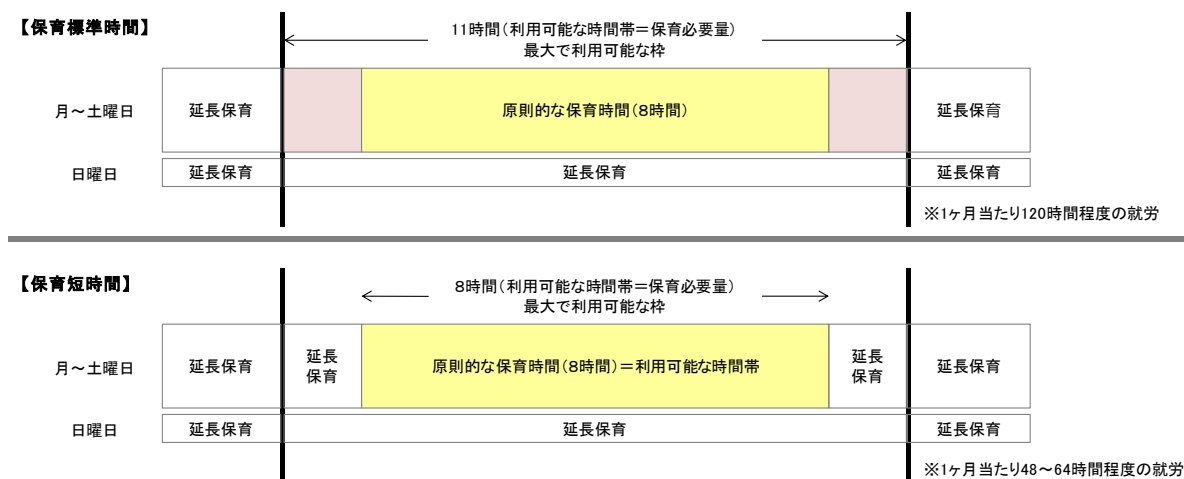 【保育標準時間】
11時間(利用可能な時間帯=保育必要量)
最大で利用可能な枠
月~土曜日
延長保育
原則的な保育時間(8時間)
延長保育
日曜日
延長保育
延長保育
延長保育
※1ヶ月当たり120時間程度の就労
【保育短時間】
8時間(利用可能な時間帯=保育必要量)
最大で利用可能な枠
月~土曜日
延長保育
延長
保育
原則的な保育時間(8時間)=利用可能な時間帯
延長
保育
延長保育
日曜日
延長保育
延長保育
延長保育
※1ヶ月当たり48~64時間程度の就労